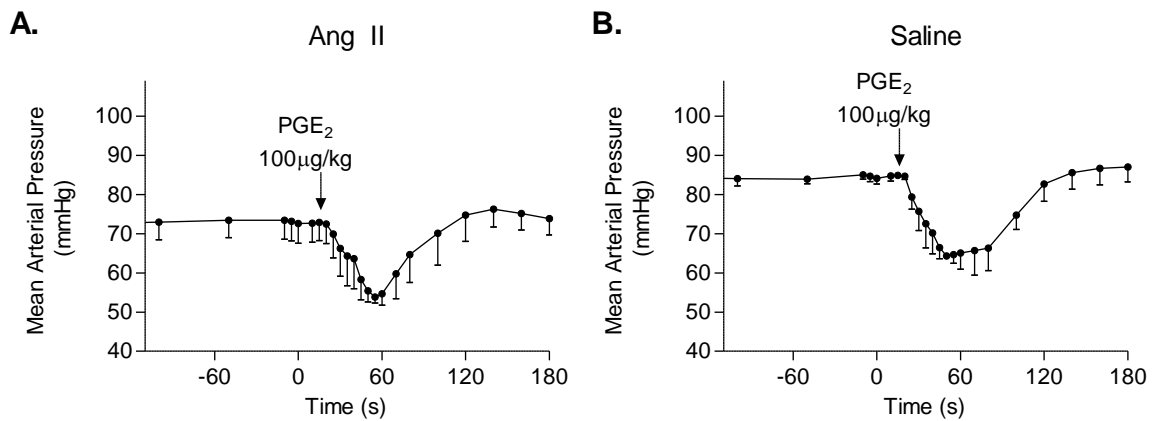 A.
Ang II
PGE2
100μg/kg
Mean Arterial Pressure
(mmHg)
100
90
80
70
60
50
40
-60 0 60 120 180
Time (s)
B.
Saline
PGE2
100μg/kg
Mean Arterial Pressure
(mmHg)
100
90
80
70
60
50
40
-60 0 60 120 180
Time (s)